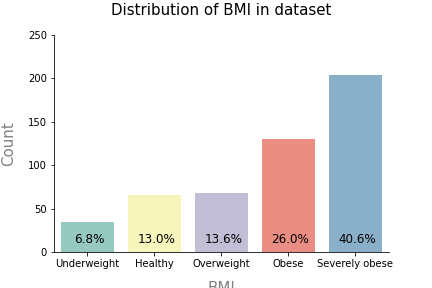 Distribution of BMI in dataset
250
200
150
100
50
0
Count
6.8% 13.0% 13.6% 26.0% 40.6%
Underweight Healthy Overweight Obese Severely obese
BMI